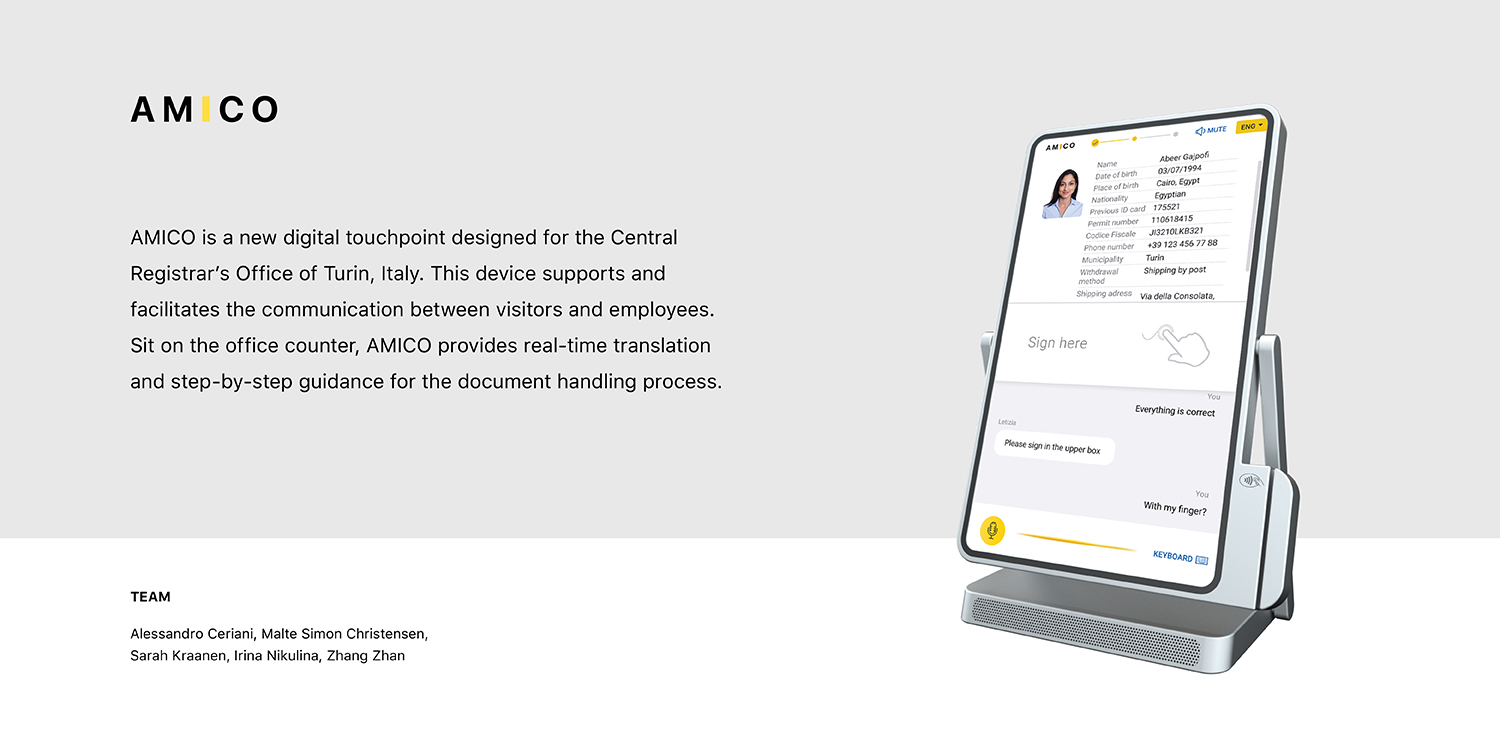 AMICO
AMICO is a new digital touchpoint designed for the Central
Registrar’s Office of Turin, Italy. This device supports and
facilitates the communication between visitors and employees.
Sit on the office counter, AMICO provides real-time translation
and step-by-step guidance for the document handling process.
TEAM
Alessandro Ceriani, Malte Simon Christensen,
Sarah Kraanen, Irina Nikulina, Zhang Zhan
AMICO MUTE ENG
Name Abeer Gajpofi
Date of birth 03/07/1994
Place of birth Cairo, Egypt
Nationality Egyptian
Previous ID card 175521
Permit number 110618415
Codice Fiscale JI3210LKB321
Phone number +39 123 456 77 88
Municipality Turin
Withdrawal Shipping by post
method
Shipping adress Via della Consolata,
Sign here
You
Everything is correct
Letizia
Please sign in the upper box
You
With my finger?
KEYBOARD